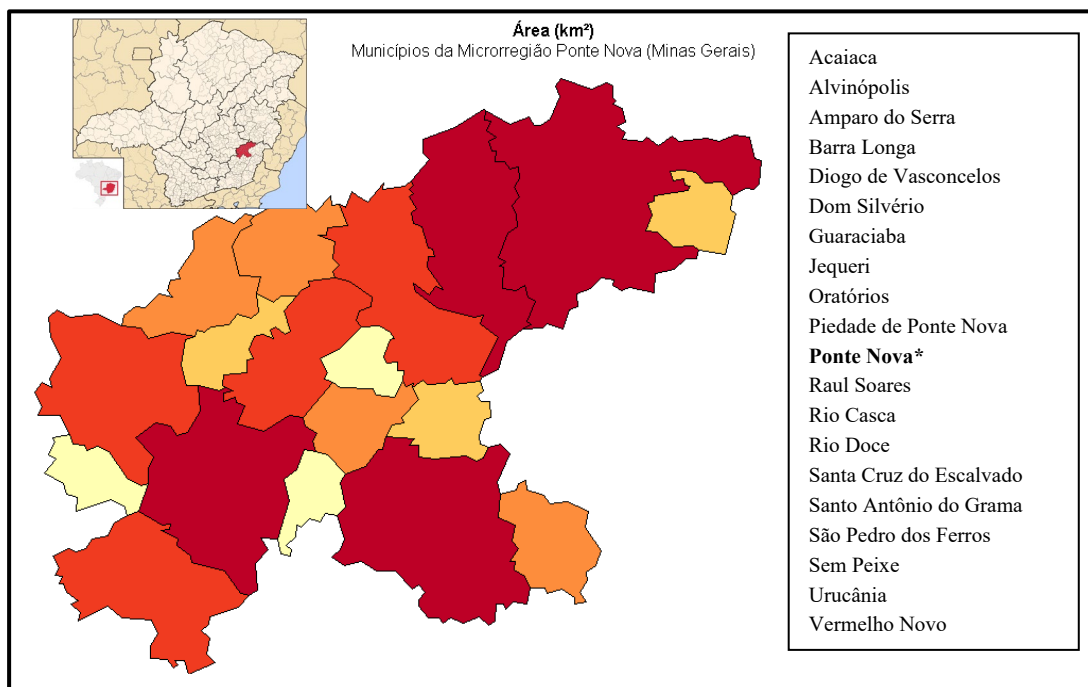 Área (km²)
Municípios da Microrregião Ponte Nova (Minas Gerais)
Acaiaca
Alvinópolis
Amparo do Serra
Barra Longa
Diogo de Vasconcelos
Dom Silvério
Guaraciaba
Jequeri
Oratórios
Piedade de Ponte Nova
Ponte Nova*
Raul Soares
Rio Casca
Rio Doce
Santa Cruz do Escalvado
Santo Antônio do Grama
São Pedro dos Ferros
Sem Peixe
Urucânia
Vermelho Novo